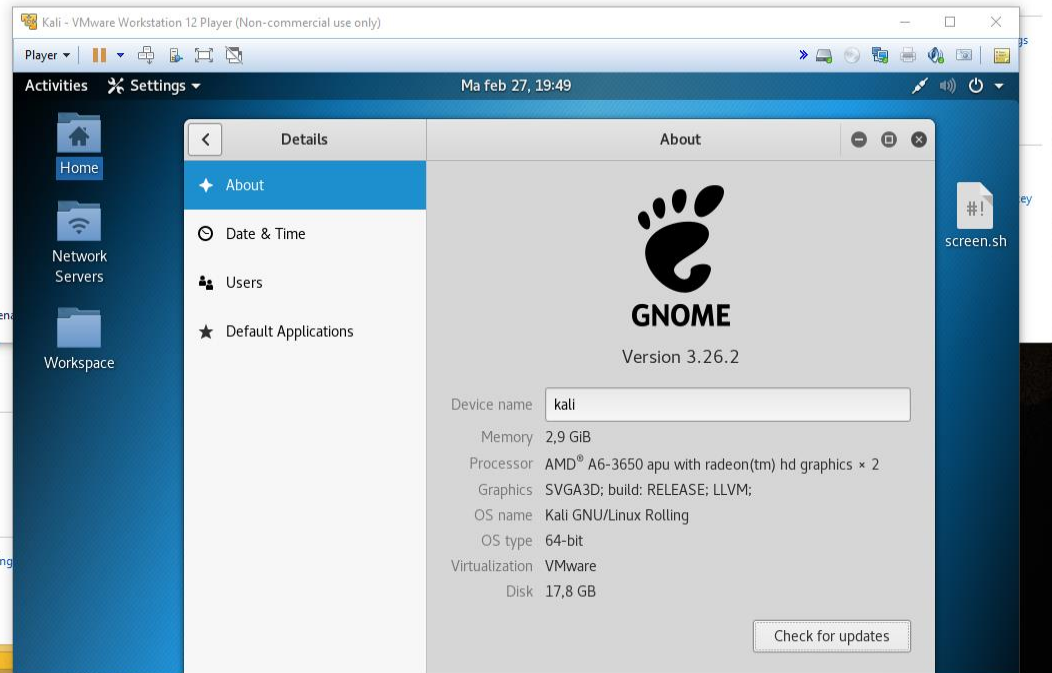 Kali - VMware Workstation 12 Player (Non-commercial use only)
Player
Activities
Settings
Ma feb 27, 19:49
Home
Network
Servers
Workspace
screen.sh
#!
Details
About
About
Date & Time
Users
Default Applications
GNOME
Version 3.26.2
Device name kali
Memory 2,9 GiB
Processor AMD® A6-3650 apu with radeon(tm) hd graphics × 2
Graphics SVGA3D; build: RELEASE; LLVM;
OS name Kali GNU/Linux Rolling
OS type 64-bit
Virtualization VMware
Disk 17,8 GB
Check for updates